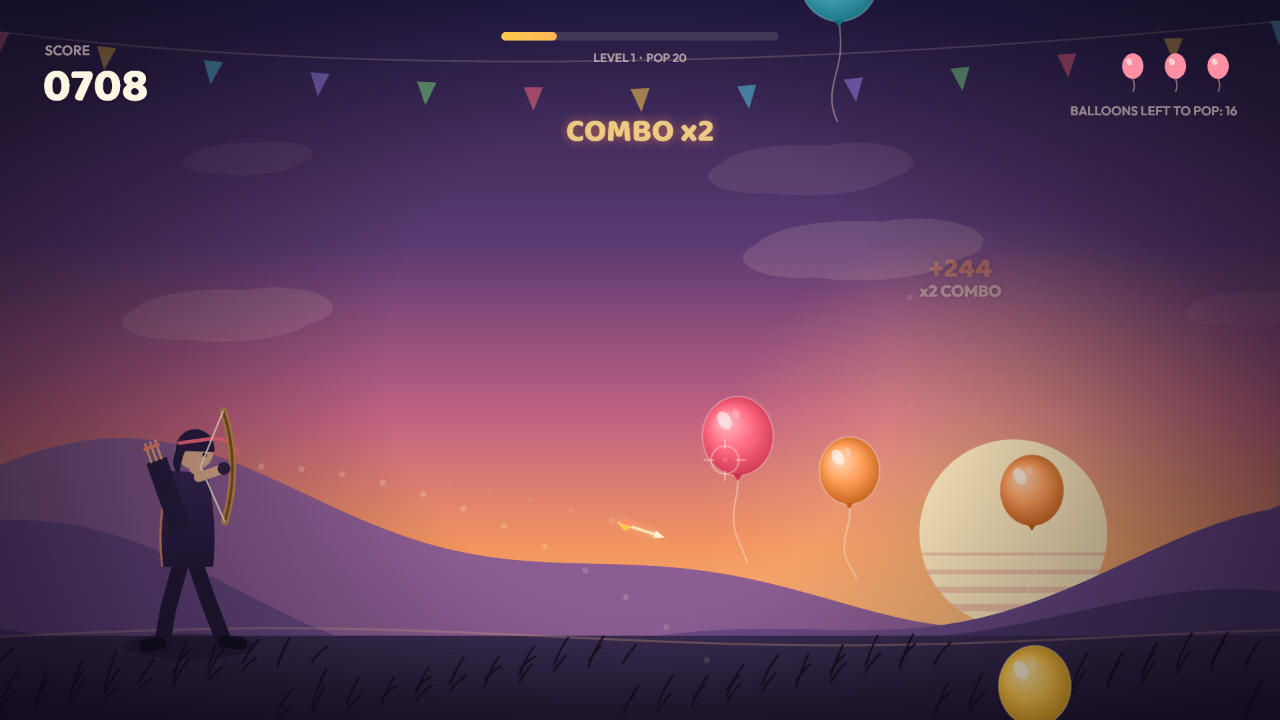 SCORE
0708
LEVEL 1 · POP 20
COMBO x2
BALLOONS LEFT TO POP: 16
+244
x2 COMBO